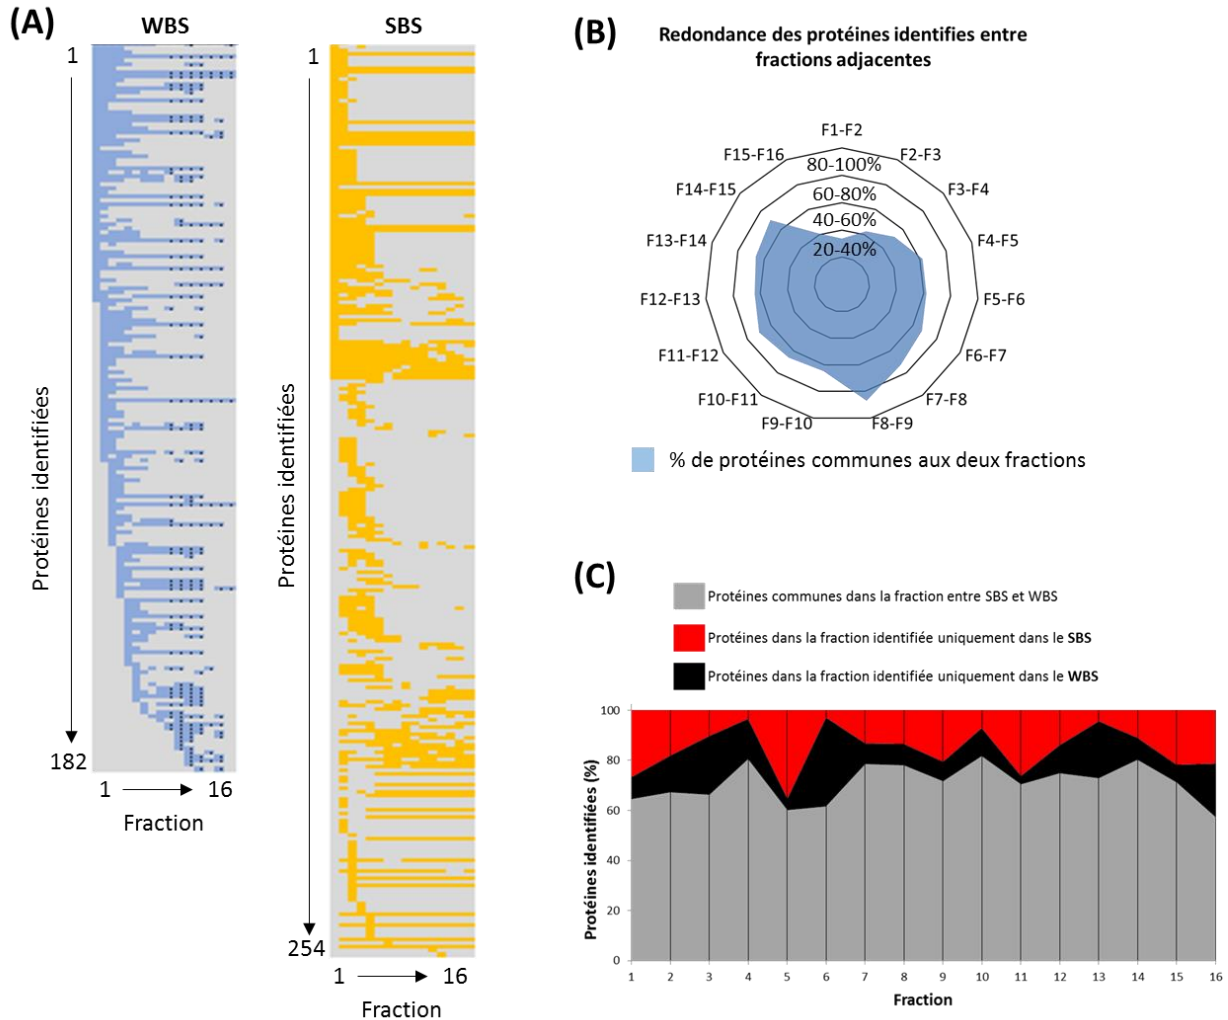 (A)
WBS
1
Protéines identifiées
182
1
16
Fraction
SBS
1
Protéines identifiées
254
1
16
Fraction
(B)
Redondance des protéines identifies entre
fractions adjacentes
F1-F2
F2-F3
F3-F4
F4-F5
F5-F6
F6-F7
F7-F8
F8-F9
F9-F10
F10-F11
F11-F12
F12-F13
F13-F14
F14-F15
F15-F16
80-100%
60-80%
40-60%
20-40%
% de protéines communes aux deux fractions
(C)
Protéines communes dans la fraction entre SBS et WBS
Protéines dans la fraction identifiée uniquement dans le SBS
Protéines dans la fraction identifiée uniquement dans le WBS
Protéines identifiées (%)
100
80
60
40
20
0
1 2 3 4 5 6 7 8 9 10 11 12 13 14 15 16
Fraction